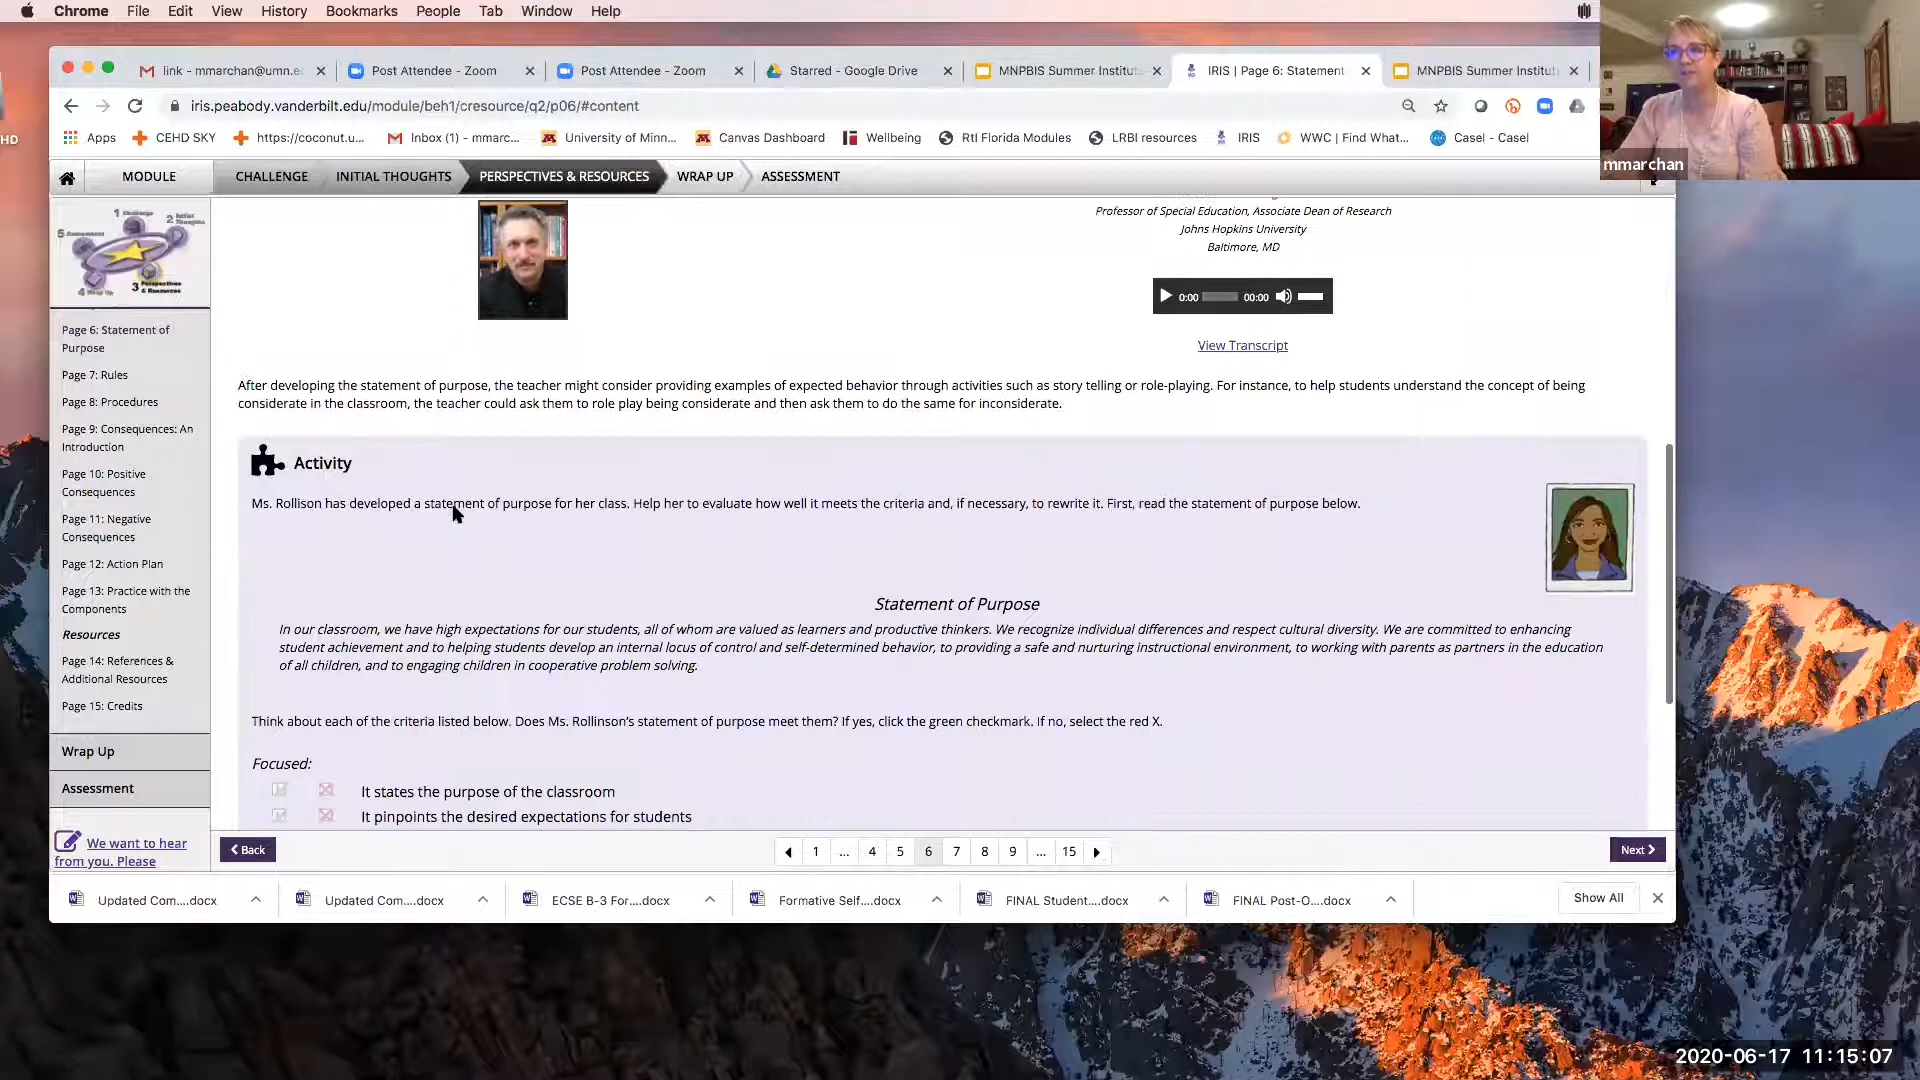 Chrome File Edit View History Bookmarks People Tab Window Help
link - mmarchan@umn.e
Post Attendee - Zoom
Post Attendee - Zoom
Starred - Google Drive
MNPBIS Summer Institut
IRIS | Page 6: Statement
MNPBIS Summer Institut
iris.peabody.vanderbilt.edu/module/beh1/cresource/q2/p06/#content
Apps CEHD SKY https://coconut.u... Inbox (1) - mmarc... University of Minn... Canvas Dashboard Wellbeing RtI Florida Modules LRBI resources IRIS WWC | Find What... Casel - Casel
mmarchan
HD
MODULE CHALLENGE INITIAL THOUGHTS PERSPECTIVES & RESOURCES WRAP UP ASSESSMENT
1 Challenge
2 Initial Thoughts
3 Perspectives & Resources
4 Wrap Up
5 Assessment
Page 6: Statement of
Purpose
Page 7: Rules
Page 8: Procedures
Page 9: Consequences: An
Introduction
Page 10: Positive
Consequences
Page 11: Negative
Consequences
Page 12: Action Plan
Page 13: Practice with the
Components
Resources
Page 14: References &
Additional Resources
Page 15: Credits
Wrap Up
Assessment
We want to hear
from you. Please
Professor of Special Education, Associate Dean of Research
Johns Hopkins University
Baltimore, MD
0:00 00:00
View Transcript
After developing the statement of purpose, the teacher might consider providing examples of expected behavior through activities such as story telling or role-playing. For instance, to help students understand the concept of being
considerate in the classroom, the teacher could ask them to role play being considerate and then ask them to do the same for inconsiderate.
Activity
Ms. Rollison has developed a statement of purpose for her class. Help her to evaluate how well it meets the criteria and, if necessary, to rewrite it. First, read the statement of purpose below.
Statement of Purpose
In our classroom, we have high expectations for our students, all of whom are valued as learners and productive thinkers. We recognize individual differences and respect cultural diversity. We are committed to enhancing
student achievement and to helping students develop an internal locus of control and self-determined behavior, to providing a safe and nurturing instructional environment, to working with parents as partners in the education
of all children, and to engaging children in cooperative problem solving.
Think about each of the criteria listed below. Does Ms. Rollinson's statement of purpose meet them? If yes, click the green checkmark. If no, select the red X.
Focused:
It states the purpose of the classroom
It pinpoints the desired expectations for students
Back 1 ... 4 5 6 7 8 9 ... 15 Next
Updated Com....docx
Updated Com....docx
ECSE B-3 For....docx
Formative Self....docx
FINAL Student....docx
FINAL Post-O....docx
Show All
2020-06-17 11:15:07